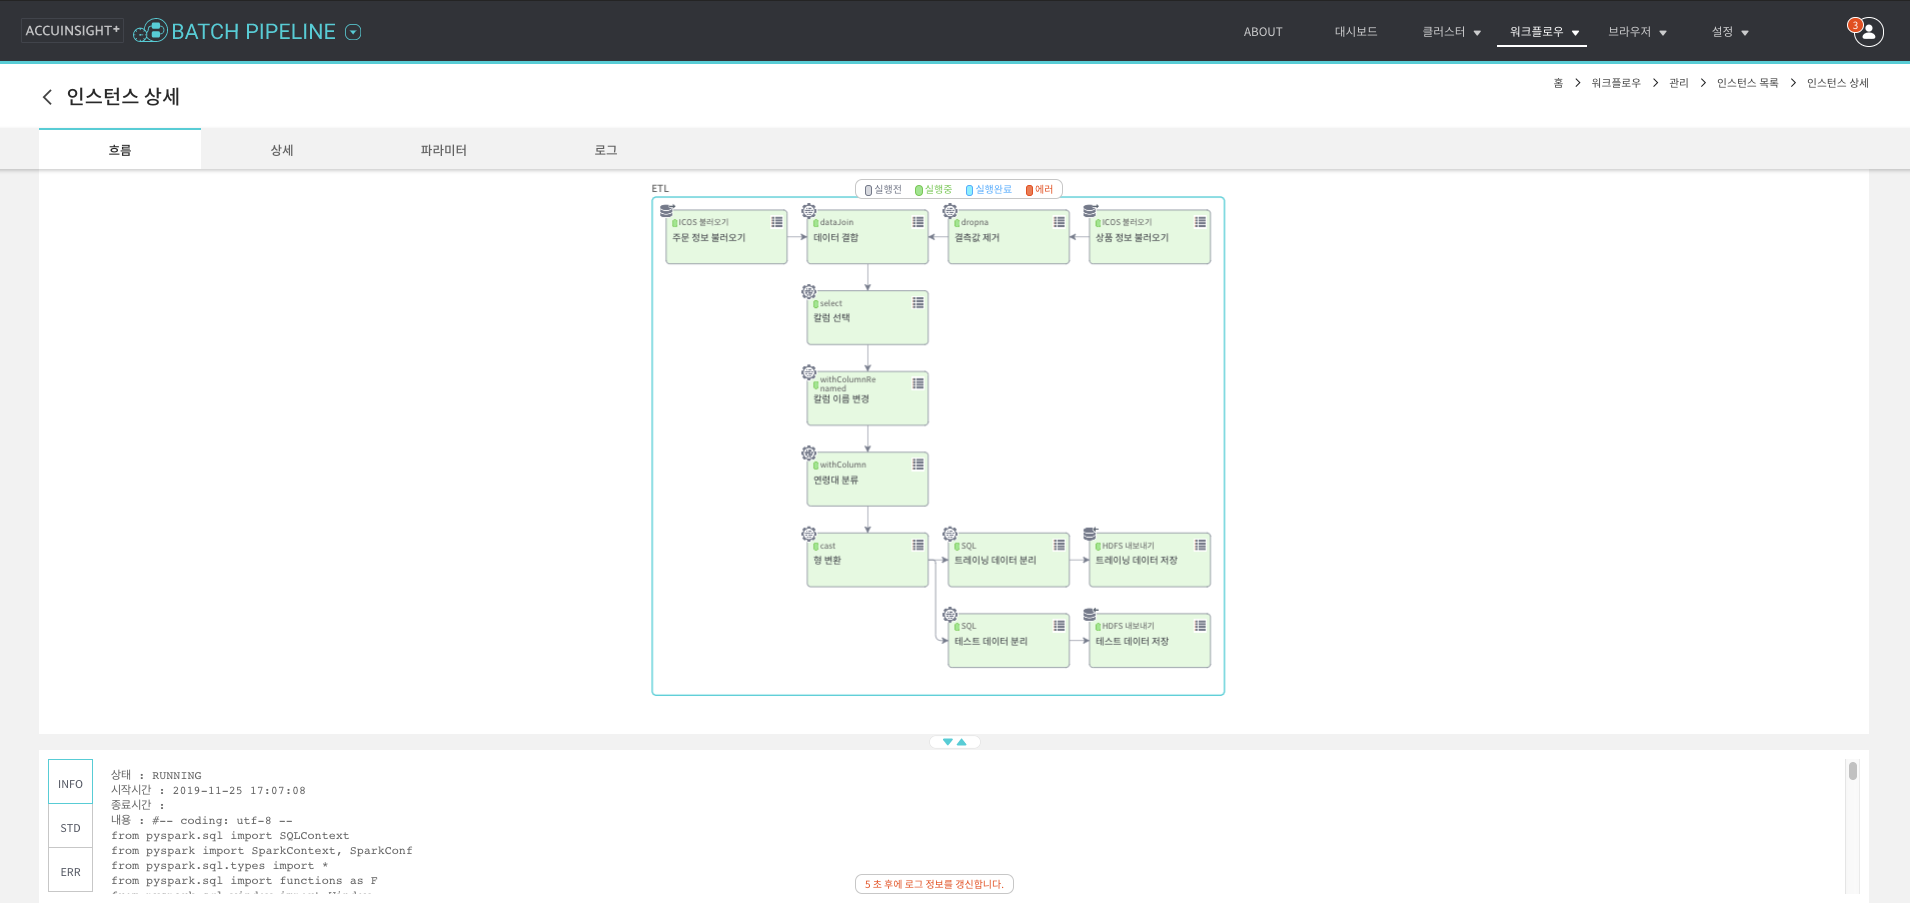 ACCUINSIGHT+
BATCH PIPELINE
ABOUT
대시보드
클러스터
워크플로우
브라우저
설정
3
인스턴스 상세
홈 > 워크플로우 > 관리 > 인스턴스 목록 > 인스턴스 상세
흐름
상세
파라미터
로그
ETL
실행전
실행중
실행완료
에러
ICOS 불러오기
주문 정보 불러오기
dataJoin
데이터 결합
dropna
결측값 제거
ICOS 불러오기
상품 정보 불러오기
select
칼럼 선택
withColumnRe
named
칼럼 이름 변경
withColumn
연령대 분류
cast
형 변환
SQL
트레이닝 데이터 분리
HDFS 내보내기
트레이닝 데이터 저장
SQL
테스트 데이터 분리
HDFS 내보내기
테스트 데이터 저장
INFO
STD
ERR
상태 : RUNNING
시작시간 : 2019-11-25 17:07:08
종료시간 :
내용 : #-- coding: utf-8 --
from pyspark.sql import SQLContext
from pyspark import SparkContext, SparkConf
from pyspark.sql.types import *
from pyspark.sql import functions as F
from pyspark.sql.window import Window
5 초 후에 로그 정보를 갱신합니다.